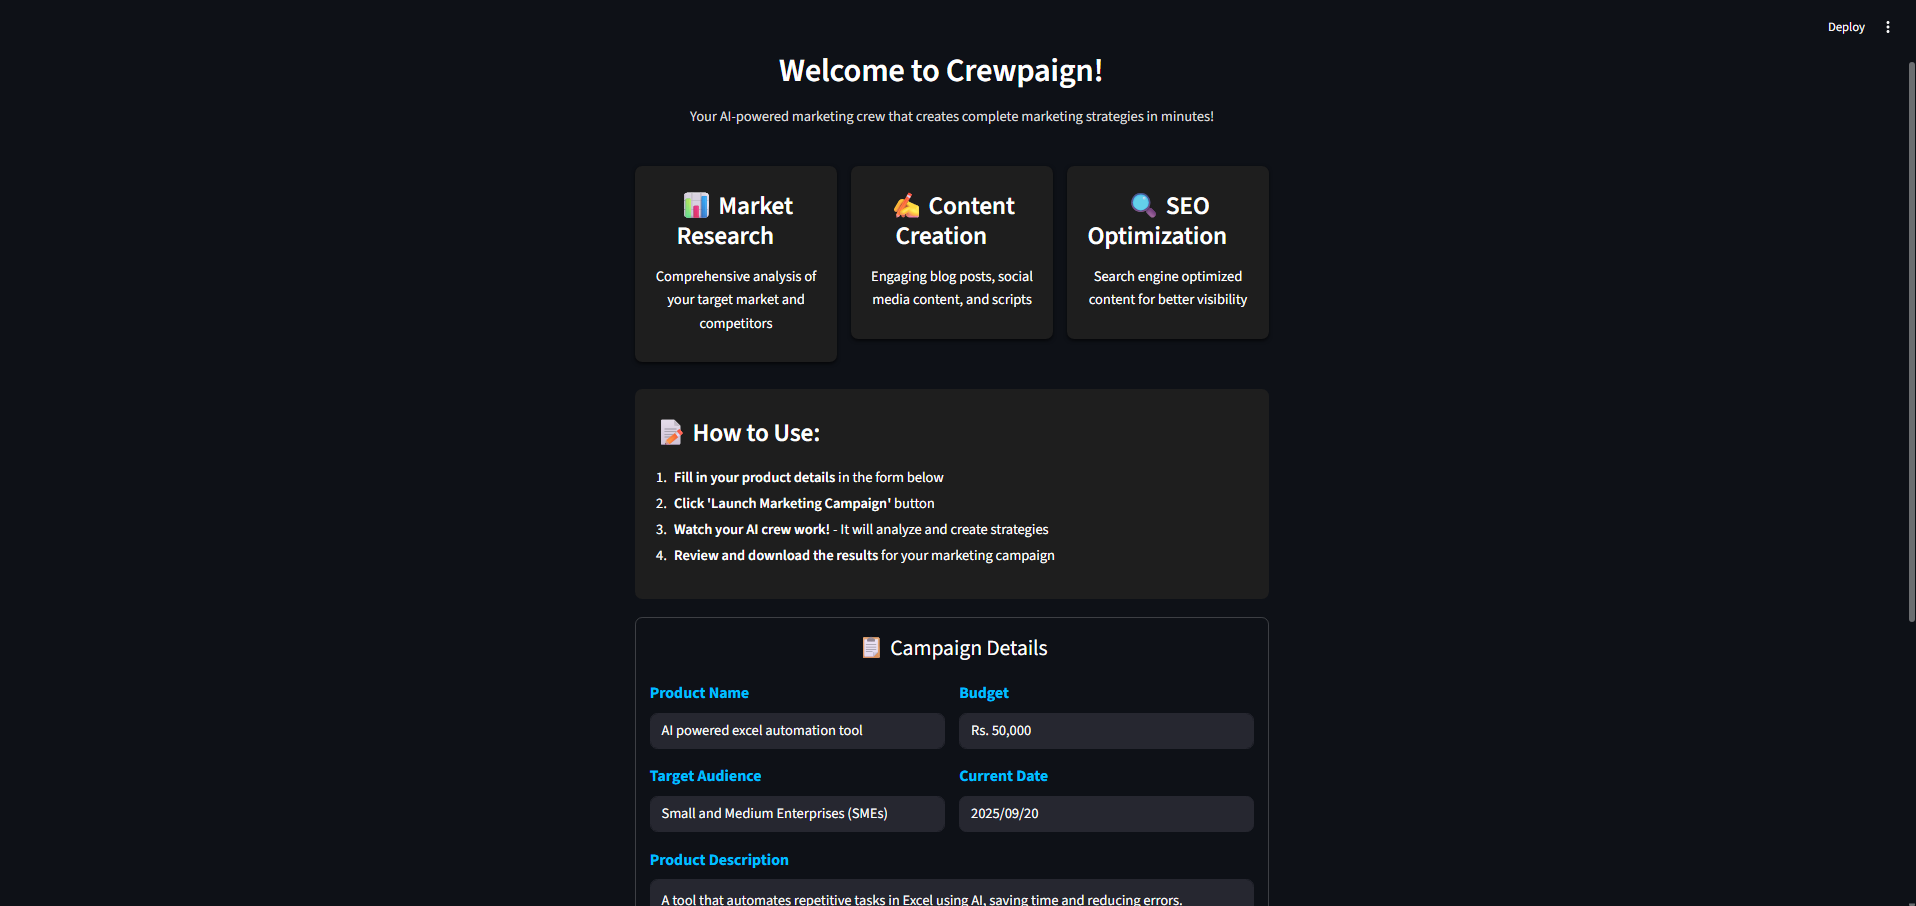 Deploy
Welcome to Crewpaign!
Your AI-powered marketing crew that creates complete marketing strategies in minutes!
Market
Research
Comprehensive analysis of
your target market and
competitors
Content
Creation
Engaging blog posts, social
media content, and scripts
SEO
Optimization
Search engine optimized
content for better visibility
How to Use:
1. Fill in your product details in the form below
2. Click 'Launch Marketing Campaign' button
3. Watch your AI crew work! - It will analyze and create strategies
4. Review and download the results for your marketing campaign
Campaign Details
Product Name
AI powered excel automation tool
Budget
Rs. 50,000
Target Audience
Small and Medium Enterprises (SMEs)
Current Date
2025/09/20
Product Description
A tool that automates repetitive tasks in Excel using AI, saving time and reducing errors.